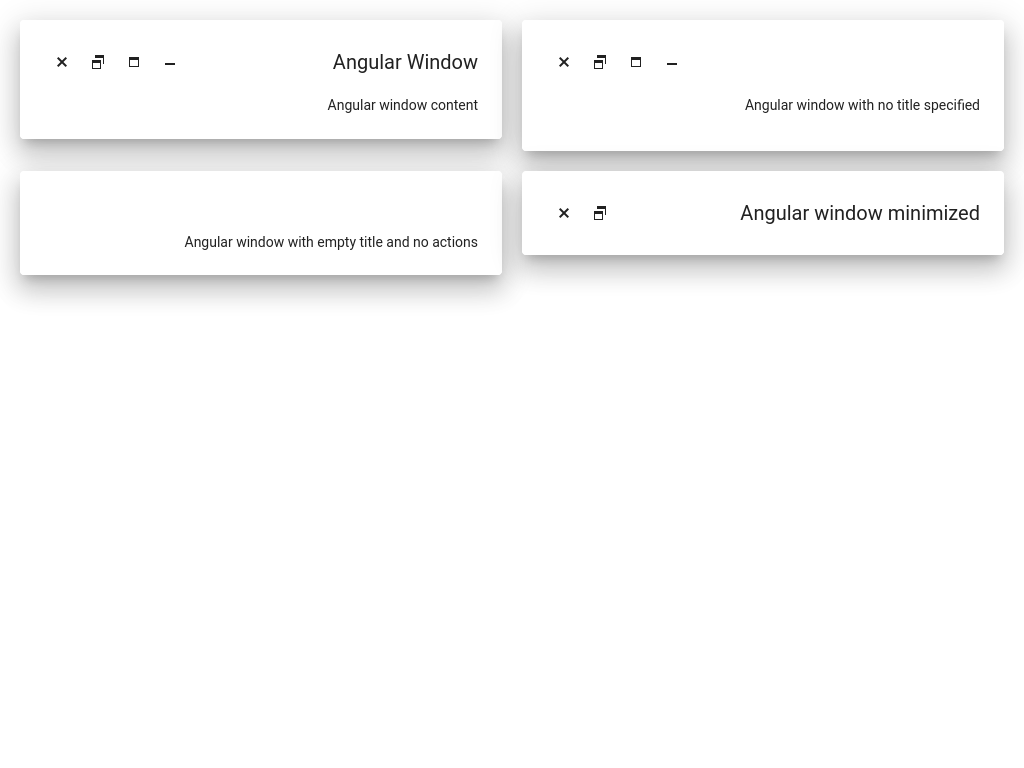 Angular Window
Angular window content
Angular window with no title specified
Angular window with empty title and no actions
Angular window minimized